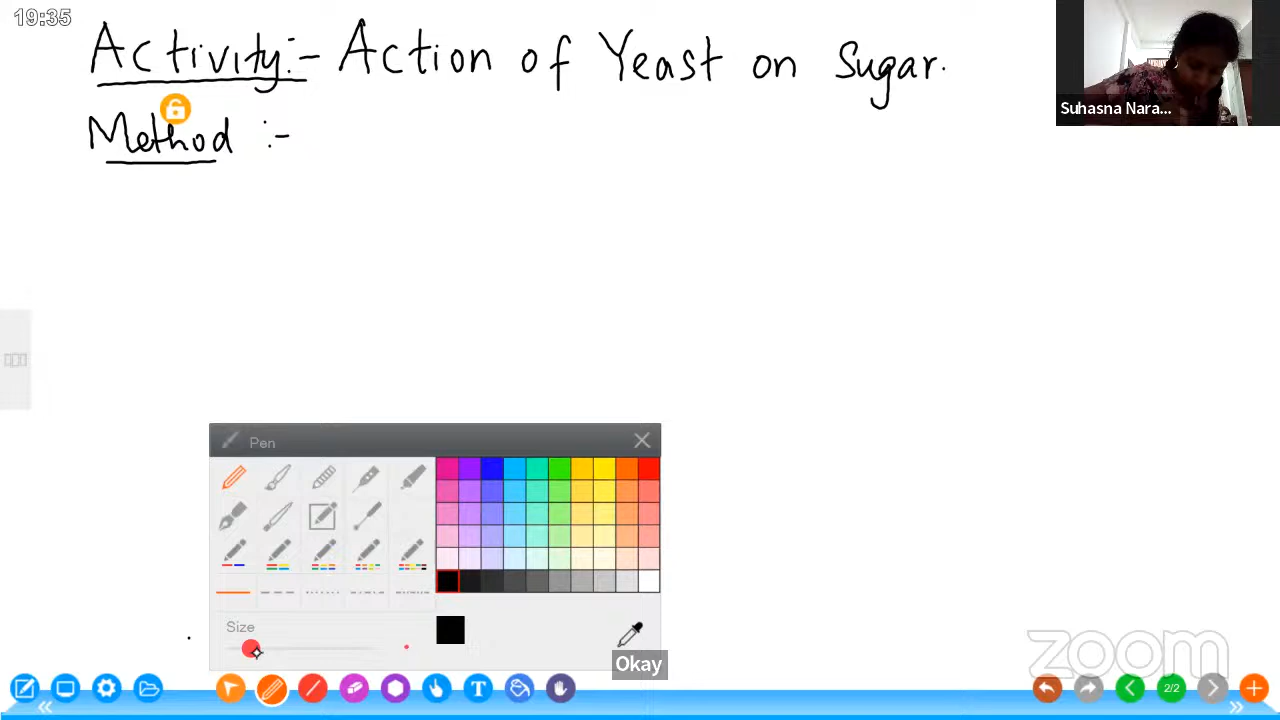 19:35
Activity:- Action of Yeast on Sugar.
Suhasna Nara...
Method :-
Pen
Size
Okay
zoom
2/2